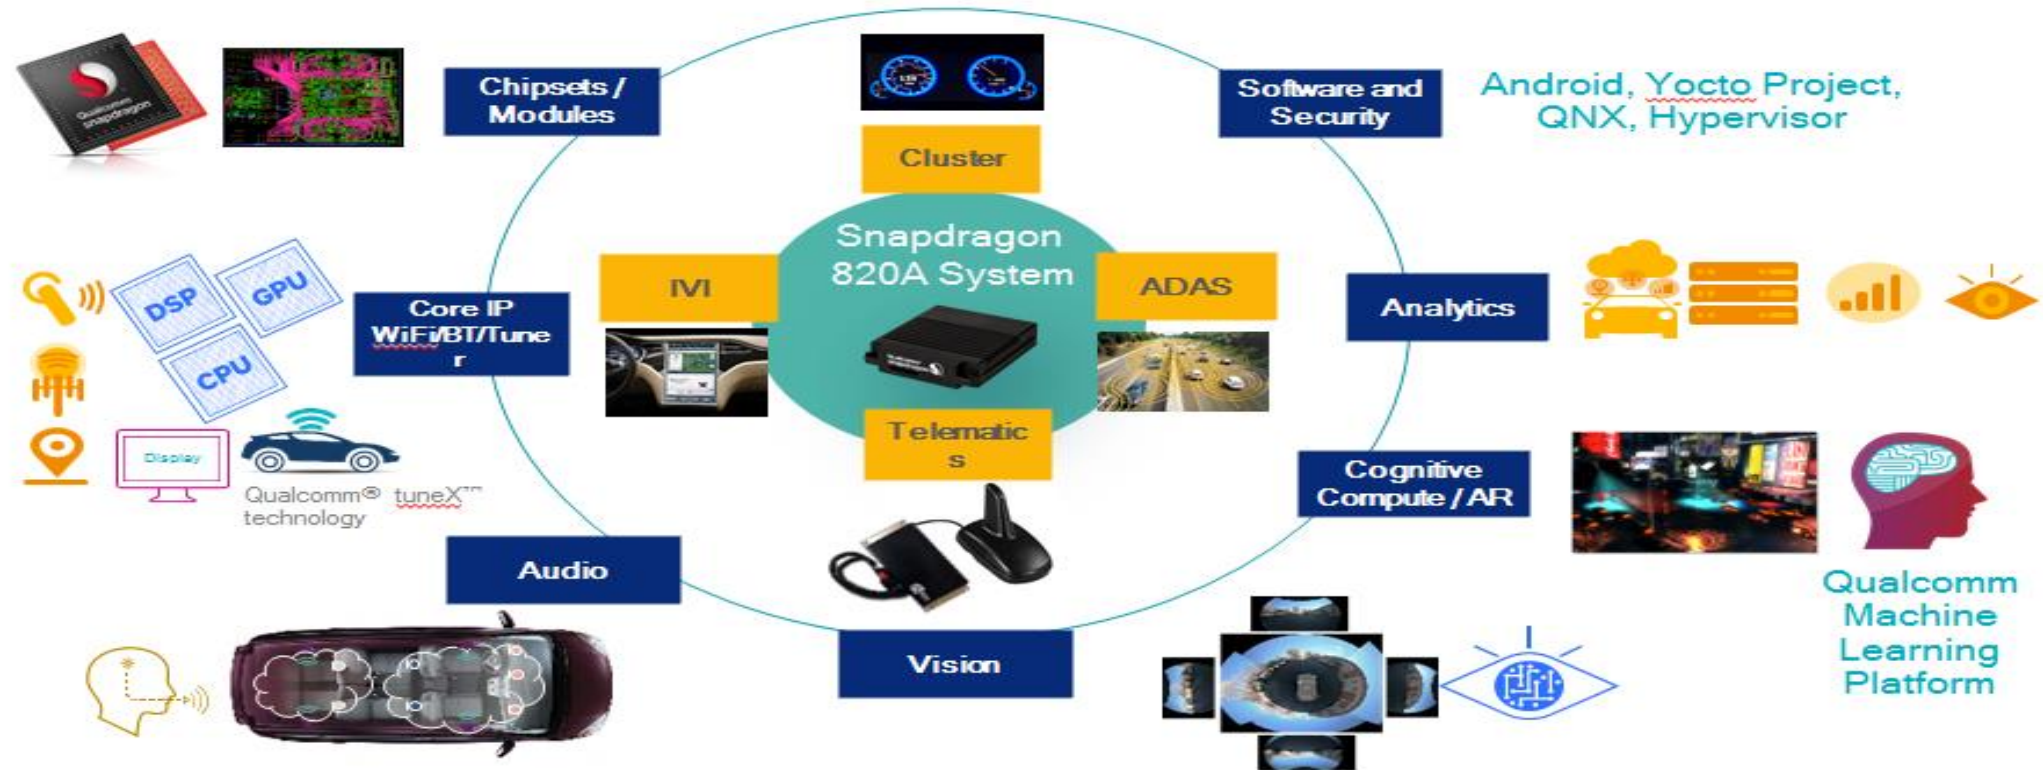 Qualcomm
snapdragon
Chipsets /
Modules
Cluster
Software and
Security
Android, Yocto Project,
QNX, Hypervisor
DSP
GPU
CPU
Core IP
WiFi/BT/Tune
r
IVI
Snapdragon
820A System
ADAS
Analytics
Display
Qualcomm® tuneX™
technology
Telematic
s
Cognitive
Compute / AR
Audio
Vision
Qualcomm
Machine
Learning
Platform